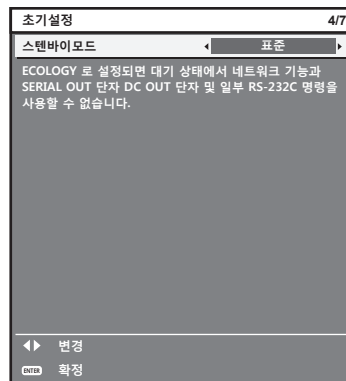 초기설정 4/7
스텐바이모드 표준
ECOLOGY 로 설정되면 대기 상태에서 네트워크 기능과
SERIAL OUT 단자 DC OUT 단자 및 일부 RS-232C 명령을
사용할 수 없습니다.
변경
ENTER 확정